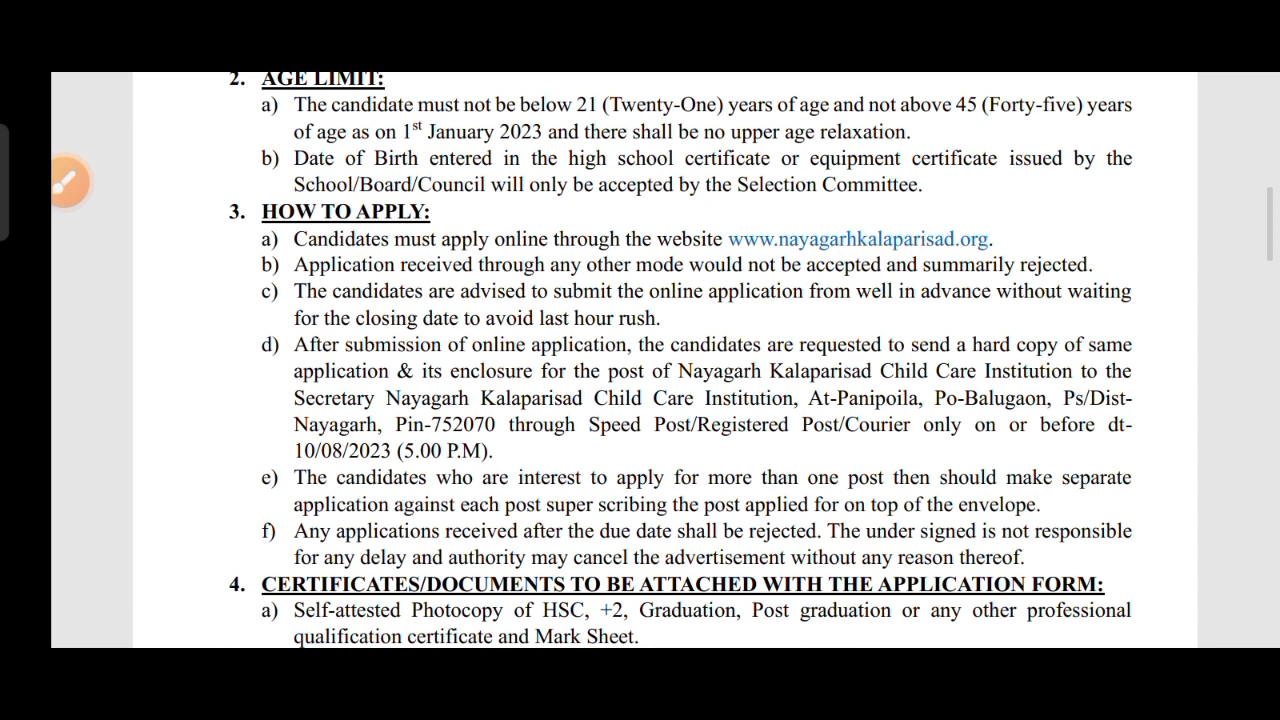 2. AGE LIMIT:
a) The candidate must not be below 21 (Twenty-One) years of age and not above 45 (Forty-five) years
of age as on 1st January 2023 and there shall be no upper age relaxation.
b) Date of Birth entered in the high school certificate or equipment certificate issued by the
School/Board/Council will only be accepted by the Selection Committee.
3. HOW TO APPLY:
a) Candidates must apply online through the website www.nayagarhkalaparisad.org.
b) Application received through any other mode would not be accepted and summarily rejected.
c) The candidates are advised to submit the online application from well in advance without waiting
for the closing date to avoid last hour rush.
d) After submission of online application, the candidates are requested to send a hard copy of same
application & its enclosure for the post of Nayagarh Kalaparisad Child Care Institution to the
Secretary Nayagarh Kalaparisad Child Care Institution, At-Panipoila, Po-Balugaon, Ps/Dist-
Nayagarh, Pin-752070 through Speed Post/Registered Post/Courier only on or before dt-
10/08/2023 (5.00 P.M).
e) The candidates who are interest to apply for more than one post then should make separate
application against each post super scribing the post applied for on top of the envelope.
f) Any applications received after the due date shall be rejected. The under signed is not responsible
for any delay and authority may cancel the advertisement without any reason thereof.
4. CERTIFICATES/DOCUMENTS TO BE ATTACHED WITH THE APPLICATION FORM:
a) Self-attested Photocopy of HSC, +2, Graduation, Post graduation or any other professional
qualification certificate and Mark Sheet.